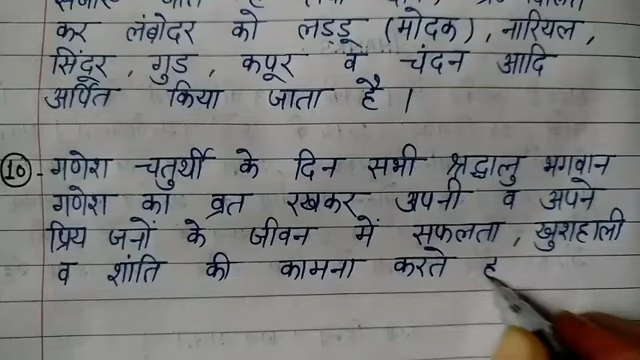 कर लंबोदर को लड्डू (मोदक), नारियल,
सिंदूर, गुड, कपूर व चंदन आदि
अर्पित किया जाता है।
10 - गणेश चतुर्थी के दिन सभी श्रद्धालु भगवान
गणेश का व्रत रखकर अपनी व अपने
प्रिय जनों के जीवन में सफलता, खुशहाली
व शांति की कामना करते ह